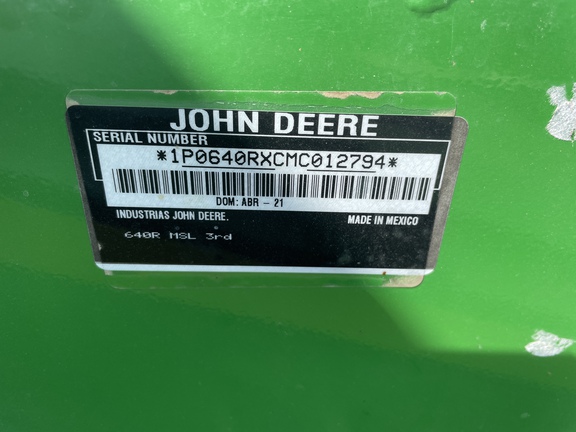 JOHN DEERE
SERIAL NUMBER
*1P0640RXCMC012794*
DOM: ABR - 21
INDUSTRIAS JOHN DEERE.
MADE IN MEXICO
640R MSL 3rd